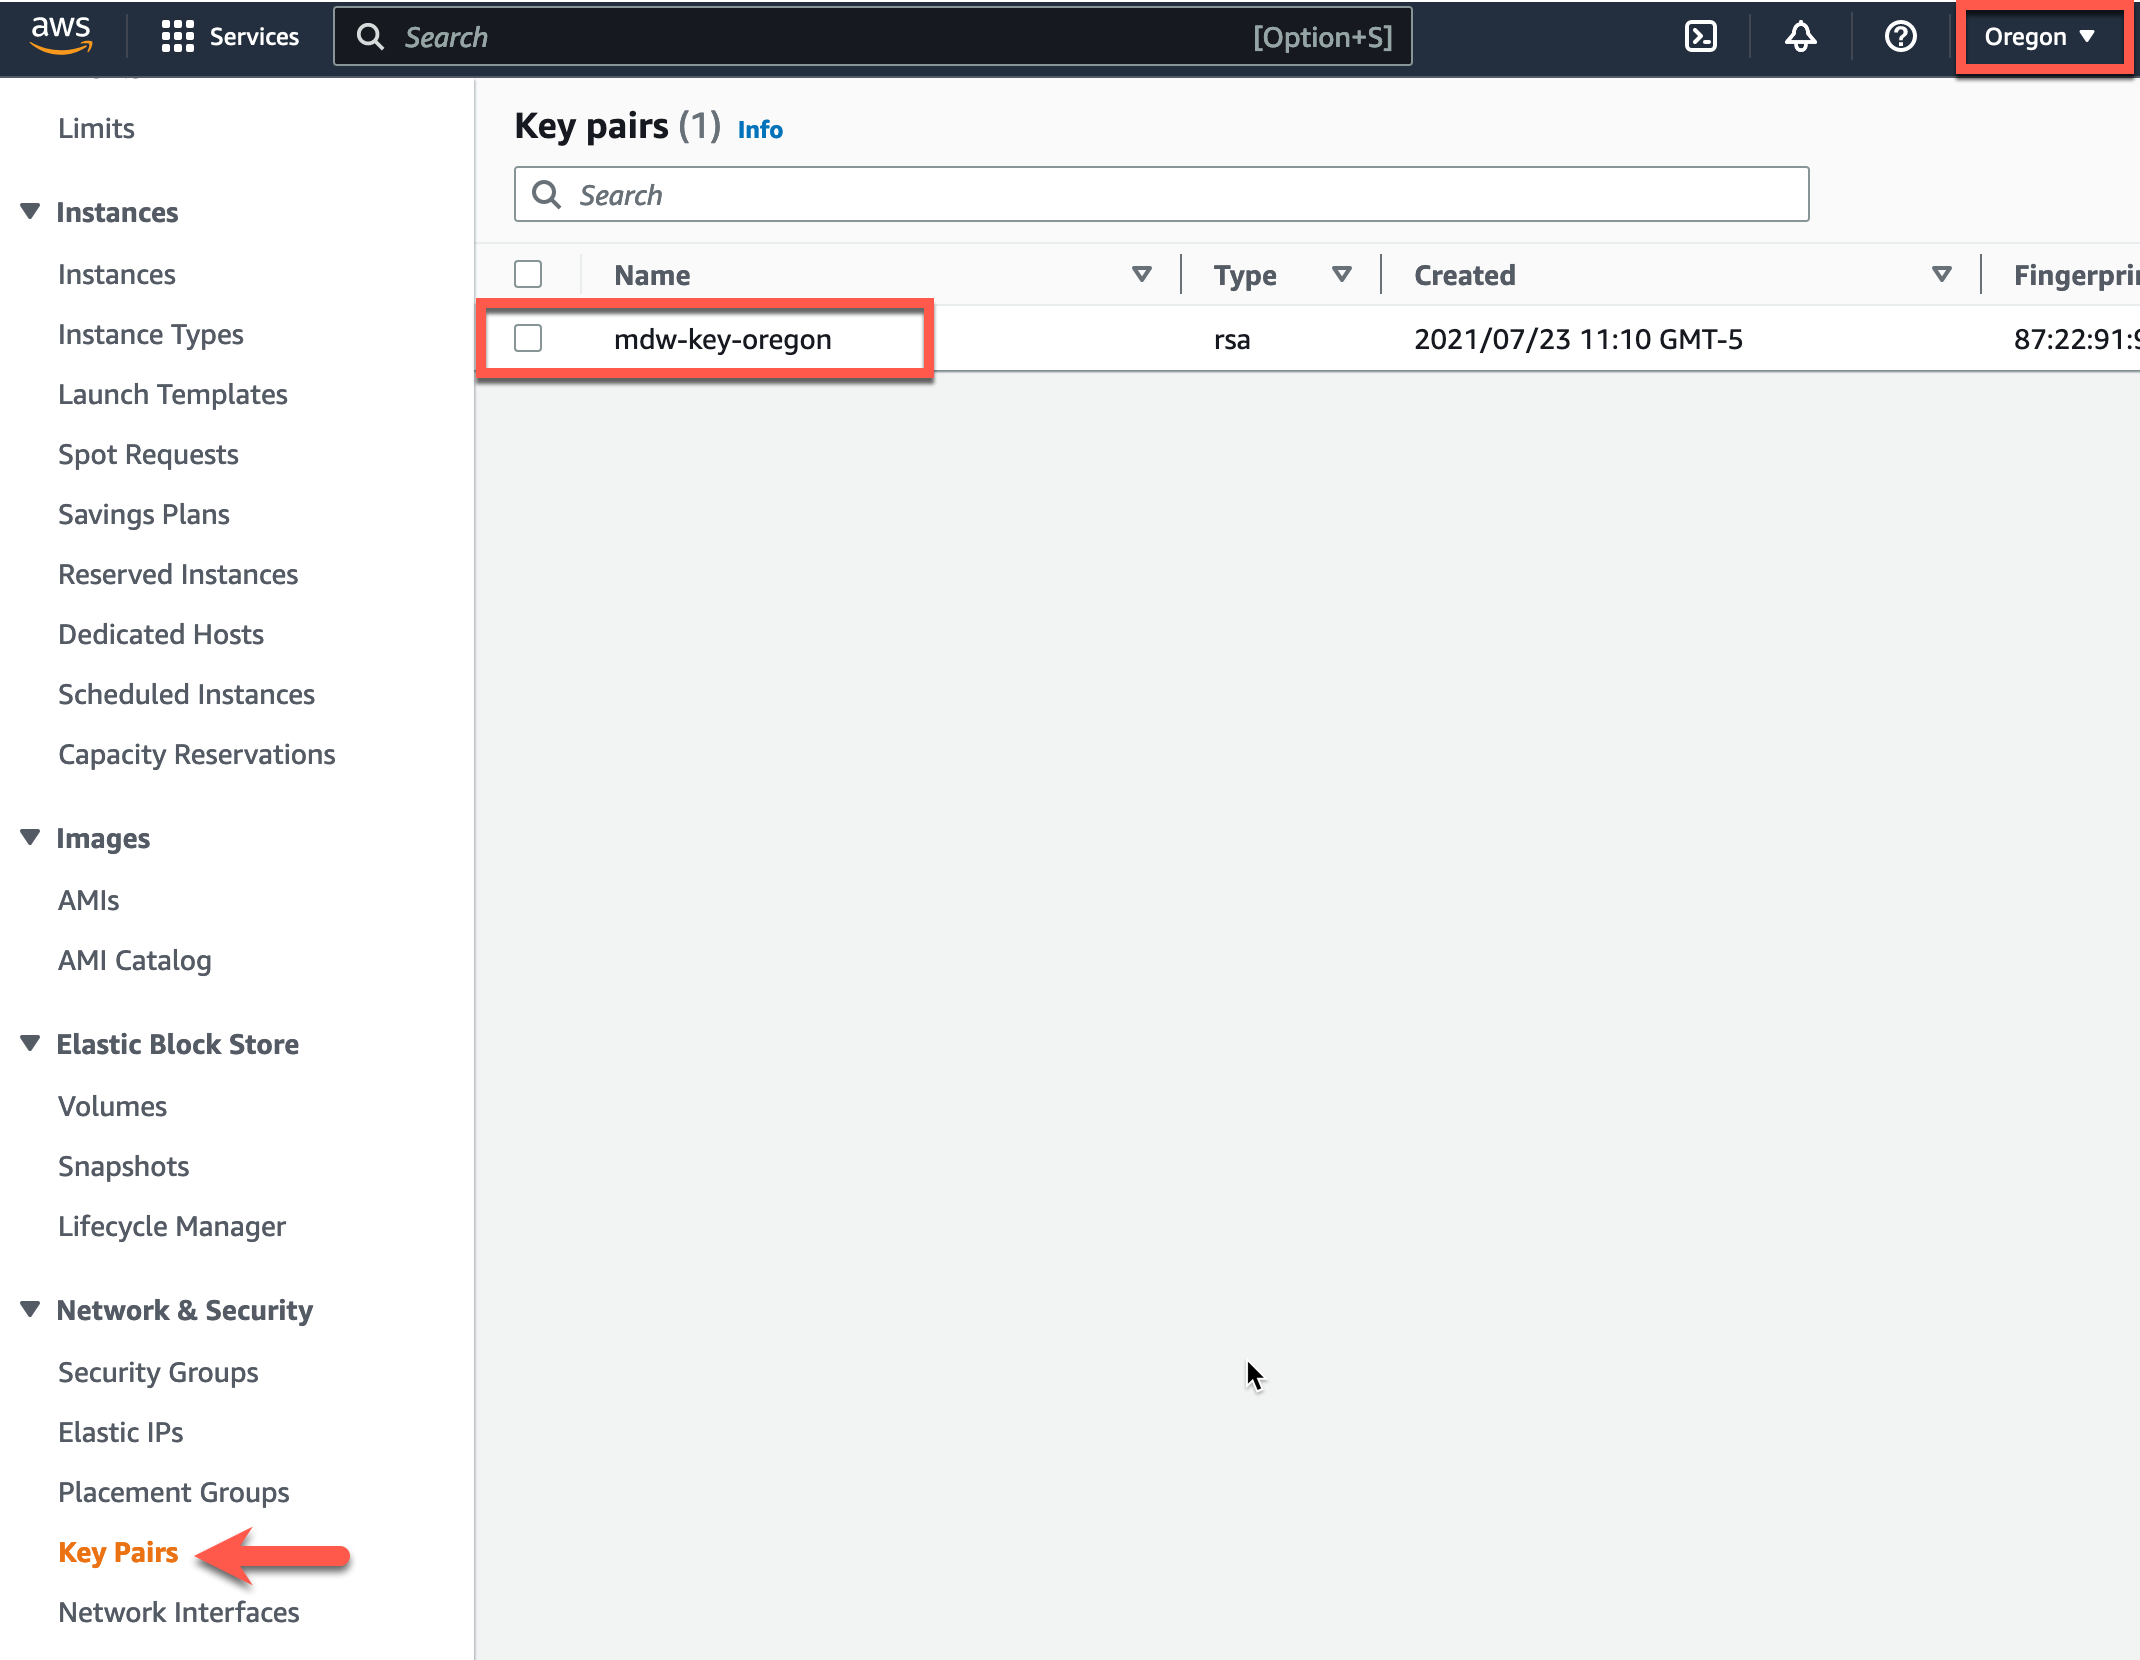 aws
Services
Search
[Option+S]
Oregon
Limits
Instances
Instances
Instance Types
Launch Templates
Spot Requests
Savings Plans
Reserved Instances
Dedicated Hosts
Scheduled Instances
Capacity Reservations
Images
AMIs
AMI Catalog
Elastic Block Store
Volumes
Snapshots
Lifecycle Manager
Network & Security
Security Groups
Elastic IPs
Placement Groups
Key Pairs
Network Interfaces
Key pairs (1) Info
Search
Name Type Created Fingerpri
mdw-key-oregon rsa 2021/07/23 11:10 GMT-5 87:22:91: